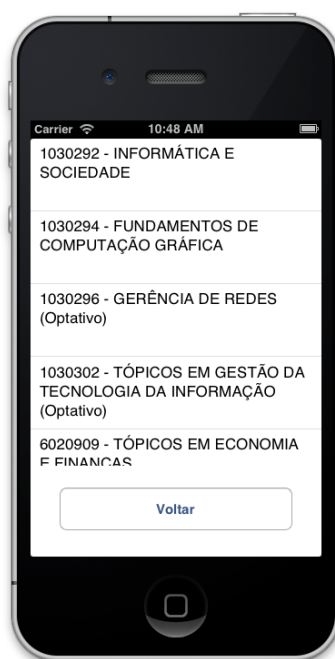 Carrier 10:48 AM
1030292 - INFORMÁTICA E
SOCIEDADE
1030294 - FUNDAMENTOS DE
COMPUTAÇÃO GRÁFICA
1030296 - GERÊNCIA DE REDES
(Optativo)
1030302 - TÓPICOS EM GESTÃO DA
TECNOLOGIA DA INFORMAÇÃO
(Optativo)
6020909 - TÓPICOS EM ECONOMIA
E FINANÇAS
Voltar